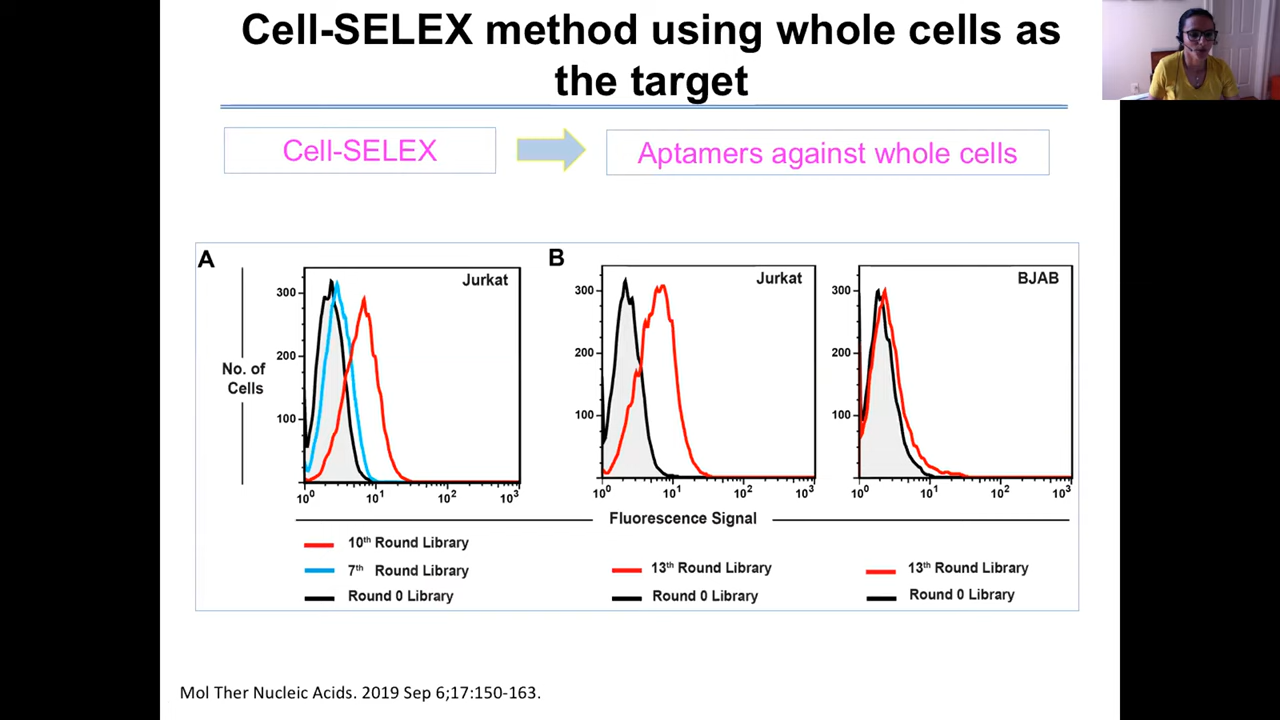 Cell-SELEX method using whole cells as
the target
Cell-SELEX
Aptamers against whole cells
A
Jurkat
300
200
100
No. of
Cells
10⁰ 10¹ 10² 10³
B
Jurkat
300
200
100
10⁰ 10¹ 10² 10³
BJAB
300
200
100
10⁰ 10¹ 10² 10³
Fluorescence Signal
10th Round Library
7th Round Library
Round 0 Library
13th Round Library
Round 0 Library
13th Round Library
Round 0 Library
Mol Ther Nucleic Acids. 2019 Sep 6;17:150-163.